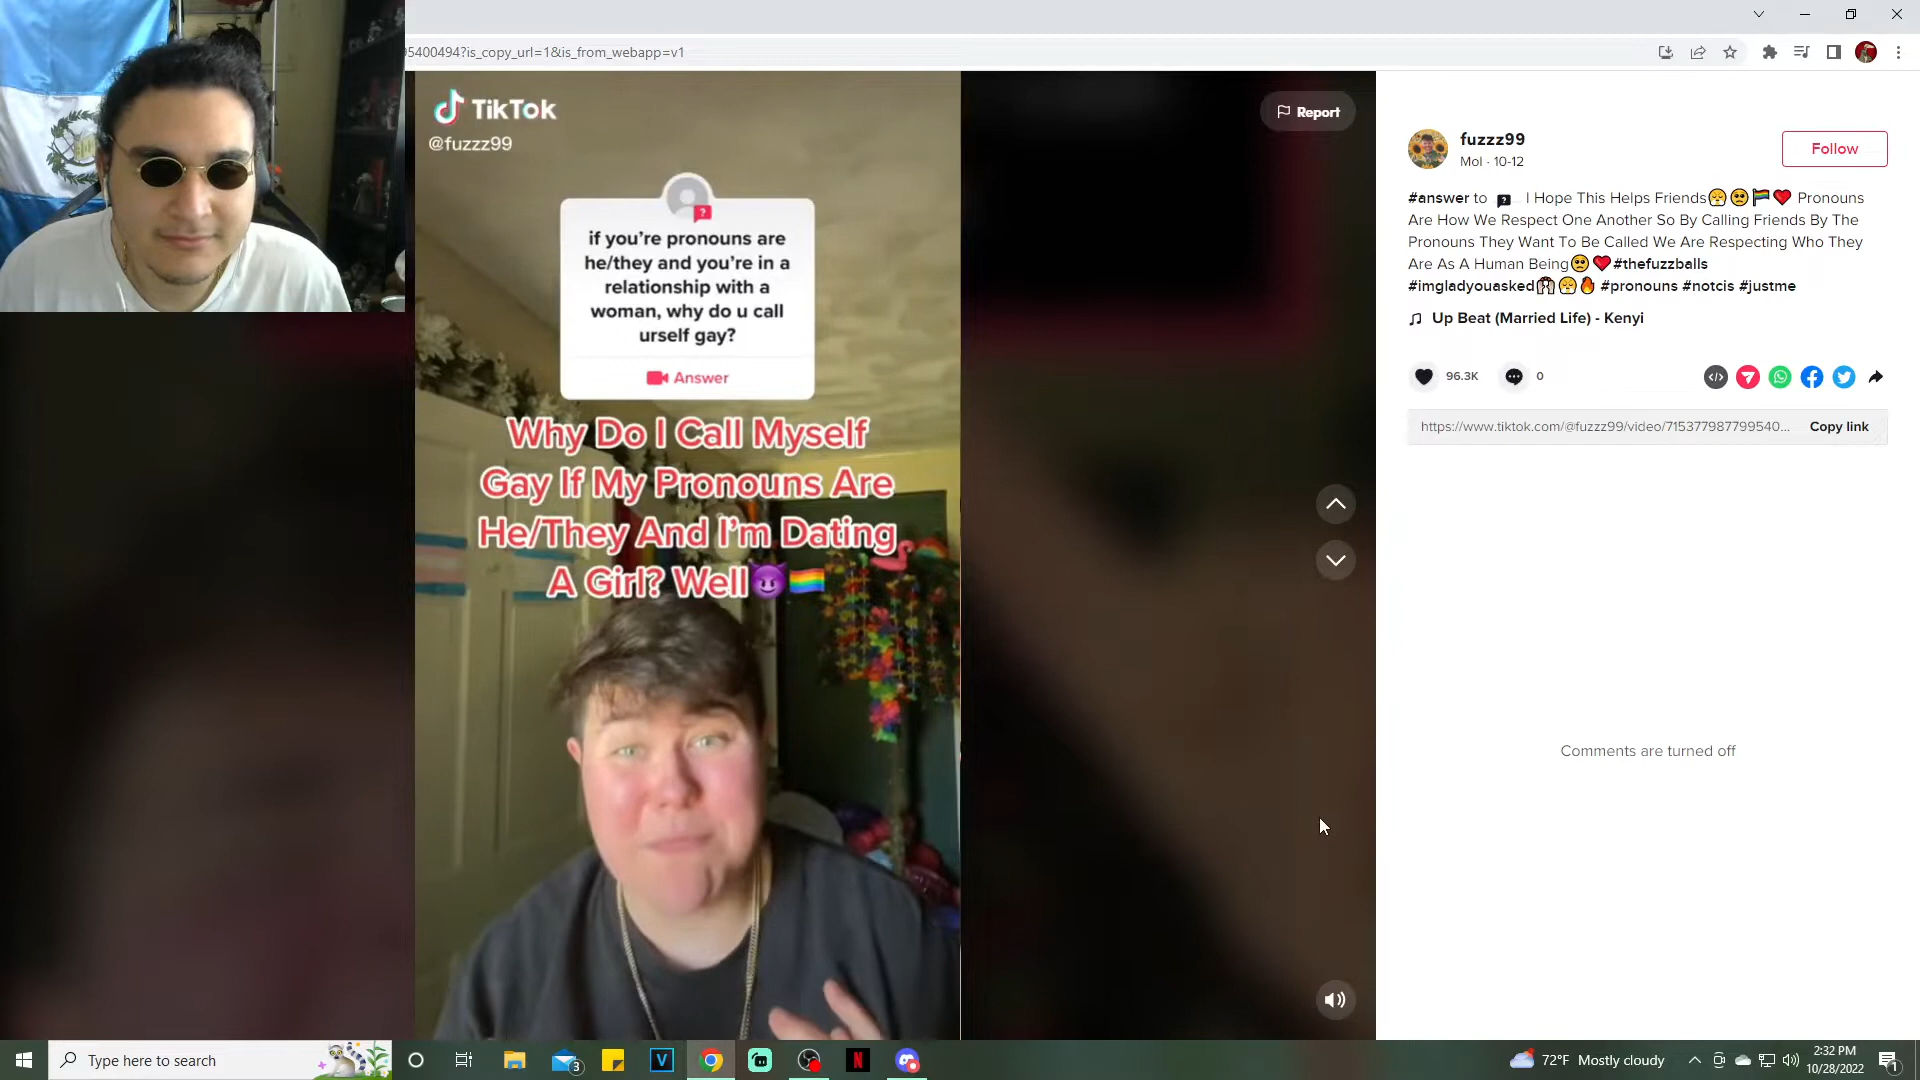 95400494?is_copy_url=1&is_from_webapp=v1
TikTok
@fuzzz99
Report
if you’re pronouns are
he/they and you’re in a
relationship with a
woman, why do u call
urself gay?
Answer
Why Do I Call Myself
Gay If My Pronouns Are
He/They And I’m Dating
A Girl? Well😈🏳️‍🌈
fuzzz99
Mol · 10-12
Follow
#answer to I Hope This Helps Friends😤🥺🏳️‍🌈❤️ Pronouns
Are How We Respect One Another So By Calling Friends By The
Pronouns They Want To Be Called We Are Respecting Who They
Are As A Human Being🥺❤️#thefuzzballs
#imgladyouasked🙌🏻😤🔥 #pronouns #notcis #justme
Up Beat (Married Life) - Kenyi
96.3K
0
https://www.tiktok.com/@fuzzz99/video/715377987799540...
Copy link
Comments are turned off
Type here to search
3
V
N
72°F Mostly cloudy
2:32 PM
10/28/2022
1